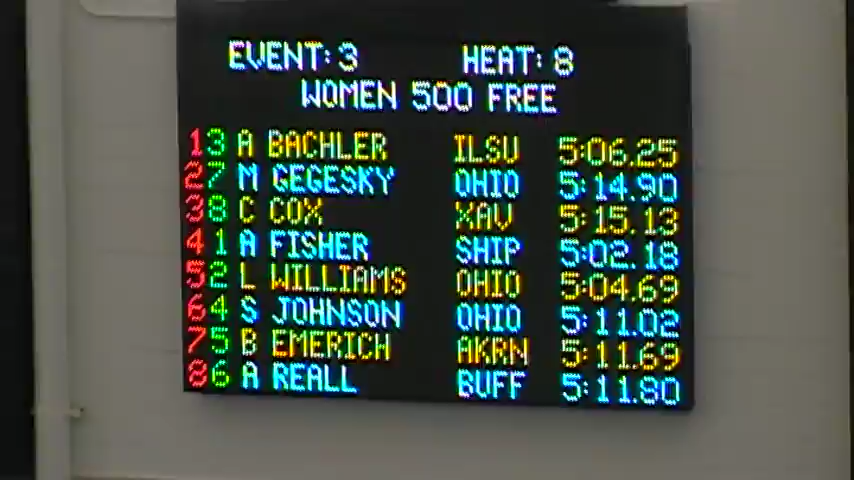 EVENT: 3 HEAT: 8
WOMEN 500 FREE
1 3 A BACHLER ILSU 5:06.25
2 7 M GEGESKY OHIO 5:14.90
3 8 C COX XAV 5:15.13
4 1 A FISHER SHIP 5:02.18
5 2 L WILLIAMS OHIO 5:04.69
6 4 S JOHNSON OHIO 5:11.02
7 5 B EMERICH AKRN 5:11.69
8 6 A REALL BUFF 5:11.80